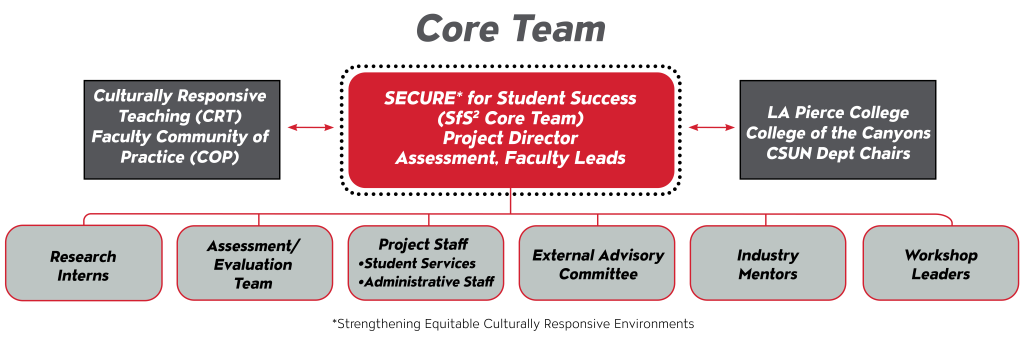 Core Team
Culturally Responsive
Teaching (CRT)
Faculty Community of
Practice (COP)
SECURE* for Student Success
(SfS² Core Team)
Project Director
Assessment, Faculty Leads
LA Pierce College
College of the Canyons
CSUN Dept Chairs
Research
Interns
Assessment/
Evaluation
Team
Project Staff
•Student Services
•Administrative Staff
External Advisory
Committee
Industry
Mentors
Workshop
Leaders
*Strengthening Equitable Culturally Responsive Environments